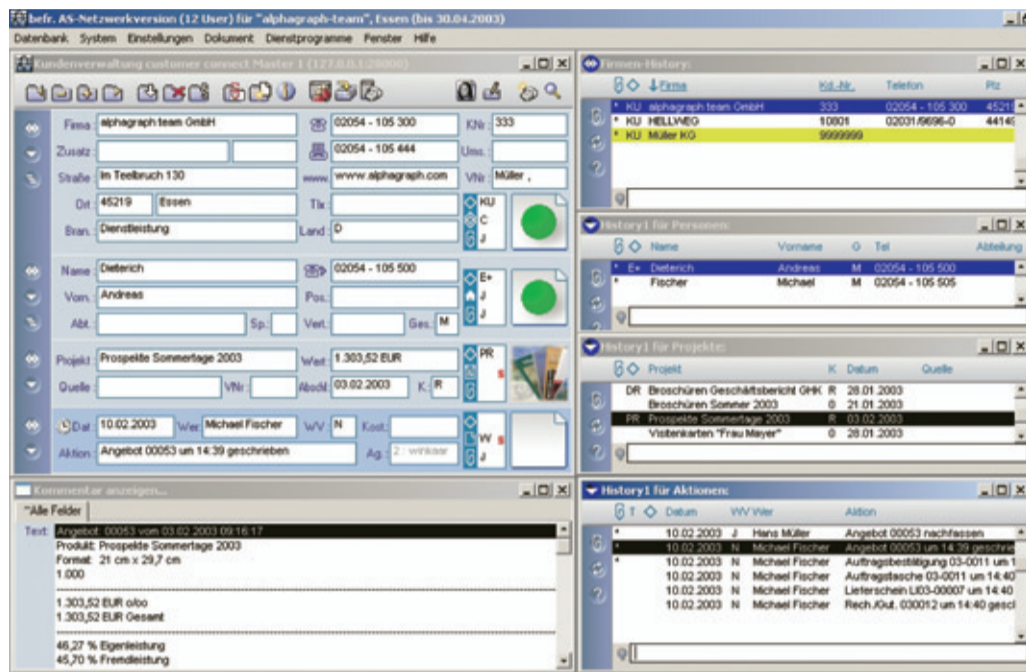 befr. AS-Netzwerkversion (12 User) für "alphagraph-team", Essen (bis 30.04.2003)
Datenbank System Einstellungen Dokument Dienstprogramme Fenster Hilfe
Kundenverwaltung customer connect Master 1 (127.0.0.1:28000)
Firma: alphagraph team GmbH 02054 - 105 300 KNr: 333
Zusatz: 02054 - 105 444 Ums.:
Straße: Im Teelbruch 130 www: www.alphagraph.com VNr: Müller ,
Ort: 45219 Essen Tlx: KU
Bran.: Dienstleistung Land: D C
J
Name: Dieterich 02054 - 105 500 E+
Vorn.: Andreas Pos.: J
Abt.: Sp.: Vert.: Ges.: M J
Projekt: Prospekte Sommertage 2003 Wert: 1.303,52 EUR PR
Quelle: VNr: Abschl: 03.02.2003 K.: R s
Dat: 10.02.2003 Wer: Michael Fischer WV: N Kost.:
Aktion: Angebot 00053 um 14:39 geschrieben Ag.: 2 : winkaar W s
J
Kommentar anzeigen...
"Alle Felder
Text: Angebot: 00053 vom 03.02.2003 09:16:17
Produkt: Prospekte Sommertage 2003
Format: 21 cm x 29,7 cm
1.000
1.303,52 EUR o/oo
1.303,52 EUR Gesamt
46,27 % Eigenleistung
45,70 % Fremdleistung
Firmen-History:
Firma Kd.-Nr. Telefon Plz
* KU alphagraph team GmbH 333 02054 - 105 300 45219
* KU HELLWEG 10001 02031/9696-0 44149
* KU Müller KG 9999999
History1 für Personen:
Name Vorname G Tel Abteilung
* E+ Dieterich Andreas M 02054 - 105 500
* Fischer Michael M 02054 - 105 505
History1 für Projekte:
Projekt K Datum Quelle
DR Broschüren Geschäftsbericht GHK R 28.01.2003
Broschüren Sommer 2003 0 21.01.2003
PR Prospekte Sommertage 2003 R 03.02.2003
Visitenkarten "Frau Mayer" 0 28.01.2003
History1 für Aktionen:
T Datum WV Wer Aktion
* 10.02.2003 J Hans Müller Angebot 00053 nachfassen
* 10.02.2003 N Michael Fischer Angebot 00053 um 14:39 geschrie
* 10.02.2003 N Michael Fischer Auftragsbestätigung 03-0011 um 1
10.02.2003 N Michael Fischer Auftragstasche 03-0011 um 14:40
10.02.2003 N Michael Fischer Lieferschein LI03-00007 um 14:40
10.02.2003 N Michael Fischer Rech./Gut. 030012 um 14:40 gescl